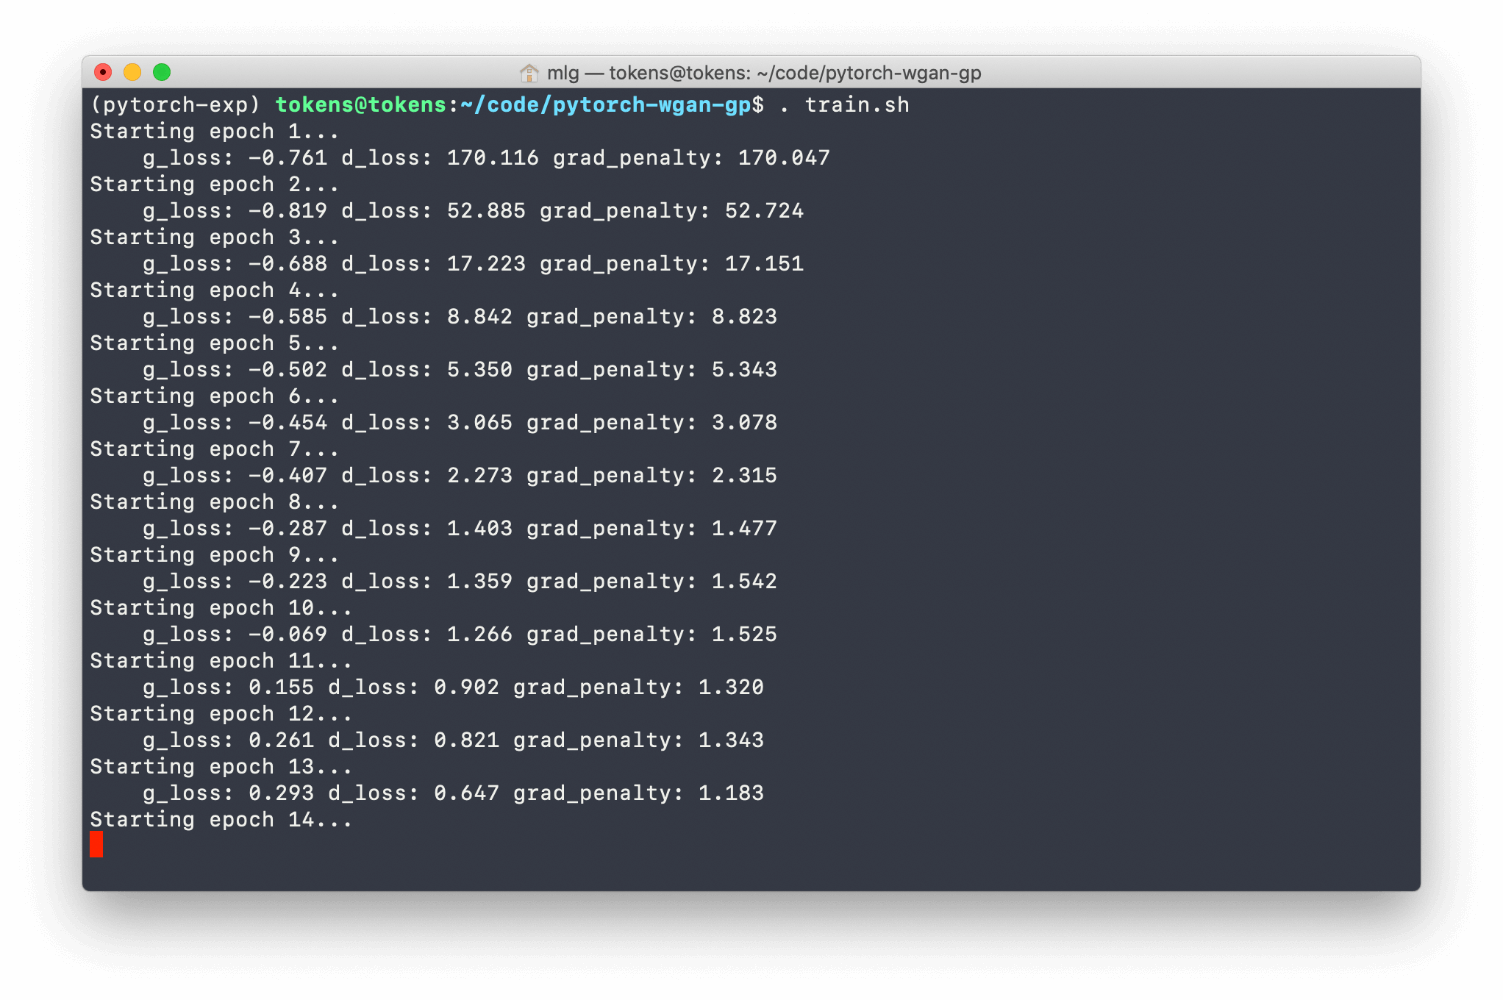 mlg — tokens@tokens: ~/code/pytorch-wgan-gp
(pytorch-exp) tokens@tokens:~/code/pytorch-wgan-gp$ . train.sh
Starting epoch 1...
    g_loss: -0.761 d_loss: 170.116 grad_penalty: 170.047
Starting epoch 2...
    g_loss: -0.819 d_loss: 52.885 grad_penalty: 52.724
Starting epoch 3...
    g_loss: -0.688 d_loss: 17.223 grad_penalty: 17.151
Starting epoch 4...
    g_loss: -0.585 d_loss: 8.842 grad_penalty: 8.823
Starting epoch 5...
    g_loss: -0.502 d_loss: 5.350 grad_penalty: 5.343
Starting epoch 6...
    g_loss: -0.454 d_loss: 3.065 grad_penalty: 3.078
Starting epoch 7...
    g_loss: -0.407 d_loss: 2.273 grad_penalty: 2.315
Starting epoch 8...
    g_loss: -0.287 d_loss: 1.403 grad_penalty: 1.477
Starting epoch 9...
    g_loss: -0.223 d_loss: 1.359 grad_penalty: 1.542
Starting epoch 10...
    g_loss: -0.069 d_loss: 1.266 grad_penalty: 1.525
Starting epoch 11...
    g_loss: 0.155 d_loss: 0.902 grad_penalty: 1.320
Starting epoch 12...
    g_loss: 0.261 d_loss: 0.821 grad_penalty: 1.343
Starting epoch 13...
    g_loss: 0.293 d_loss: 0.647 grad_penalty: 1.183
Starting epoch 14...